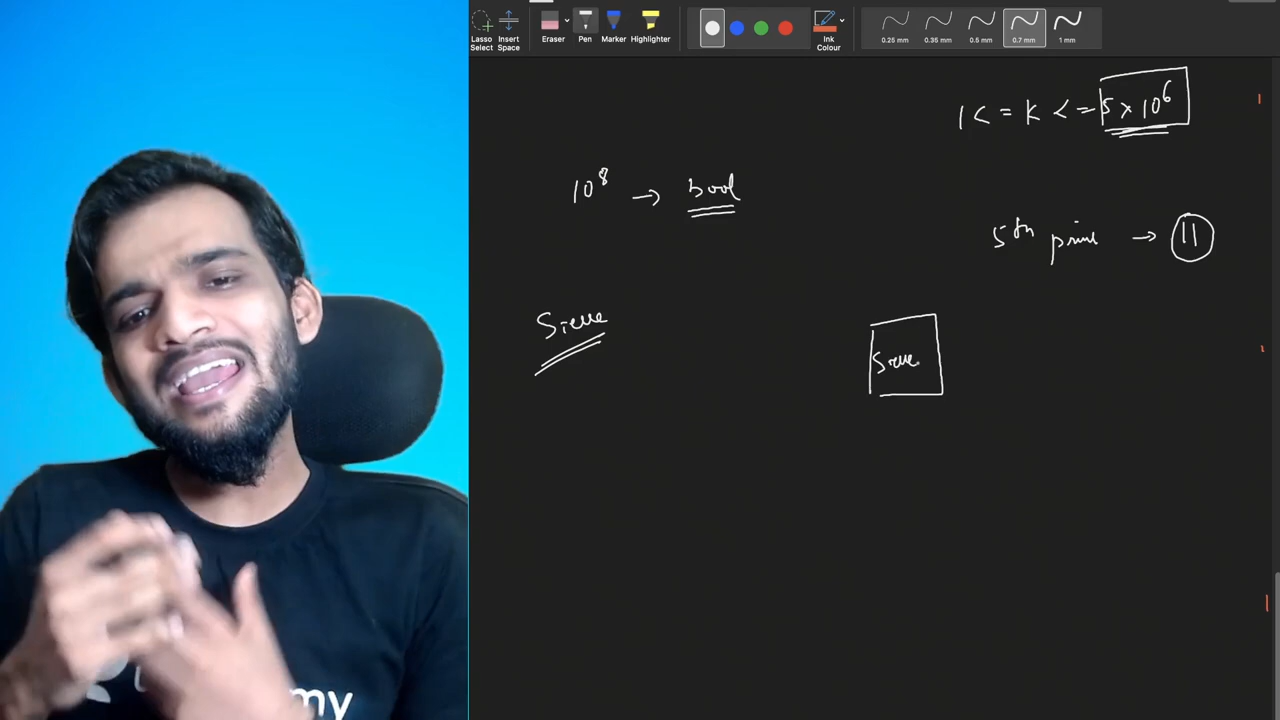 Lasso Select
Insert Space
Eraser
Pen
Marker
Highlighter
Ink Colour
0.25 mm
0.35 mm
0.5 mm
0.7 mm
1 mm
1 <= K <= 5 x 10^6
10^8 → bool
5th prime → 11
Sieve
Sieve
my